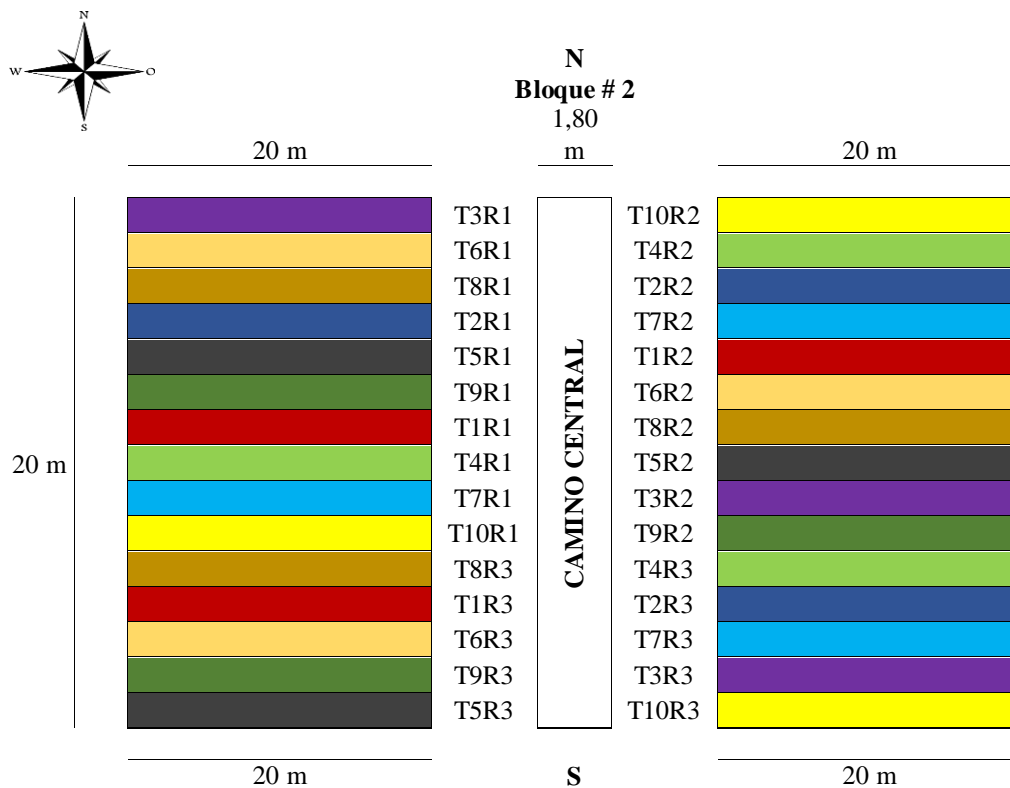 N
W O
S
N
Bloque # 2
1,80
m
20 m
20 m
T3R1 T10R2
T6R1 T4R2
T8R1 T2R2
T2R1 T7R2
T5R1 T1R2
T9R1 T6R2
T1R1 T8R2
T4R1 T5R2
T7R1 T3R2
T10R1 T9R2
T8R3 T4R3
T1R3 T2R3
T6R3 T7R3
T9R3 T3R3
T5R3 T10R3
CAMINO CENTRAL
20 m
20 m
S
20 m